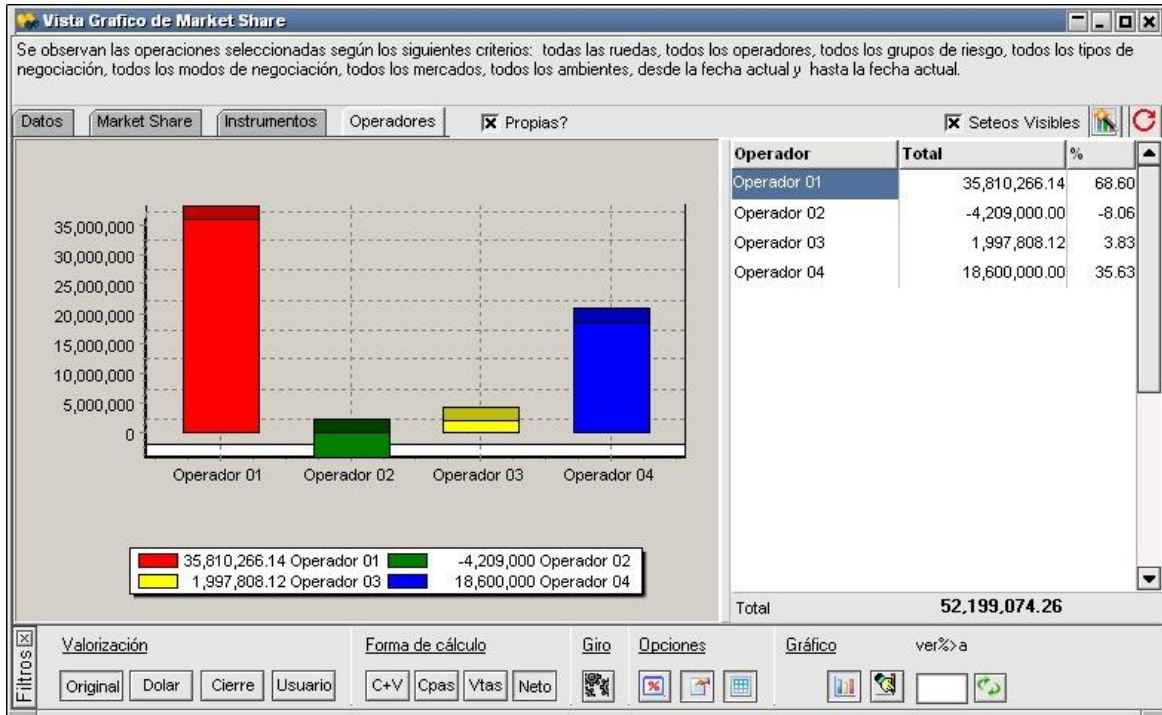 Vista Grafico de Market Share
Se observan las operaciones seleccionadas según los siguientes criterios: todas las ruedas, todos los operadores, todos los grupos de riesgo, todos los tipos de
negociación, todos los modos de negociación, todos los mercados, todos los ambientes, desde la fecha actual y hasta la fecha actual.
Datos Market Share Instrumentos Operadores Propias? Seteos Visibles
35,000,000
30,000,000
25,000,000
20,000,000
15,000,000
10,000,000
5,000,000
0
Operador 01 Operador 02 Operador 03 Operador 04
35,810,266.14 Operador 01 -4,209,000 Operador 02
1,997,808.12 Operador 03 18,600,000 Operador 04
Operador Total %
Operador 01 35,810,266.14 68.60
Operador 02 -4,209,000.00 -8.06
Operador 03 1,997,808.12 3.83
Operador 04 18,600,000.00 35.63
Total 52,199,074.26
Filtros
Valorización Forma de cálculo Giro Opciones Gráfico ver%>a
Original Dolar Cierre Usuario C+V Cpas Vtas Neto %